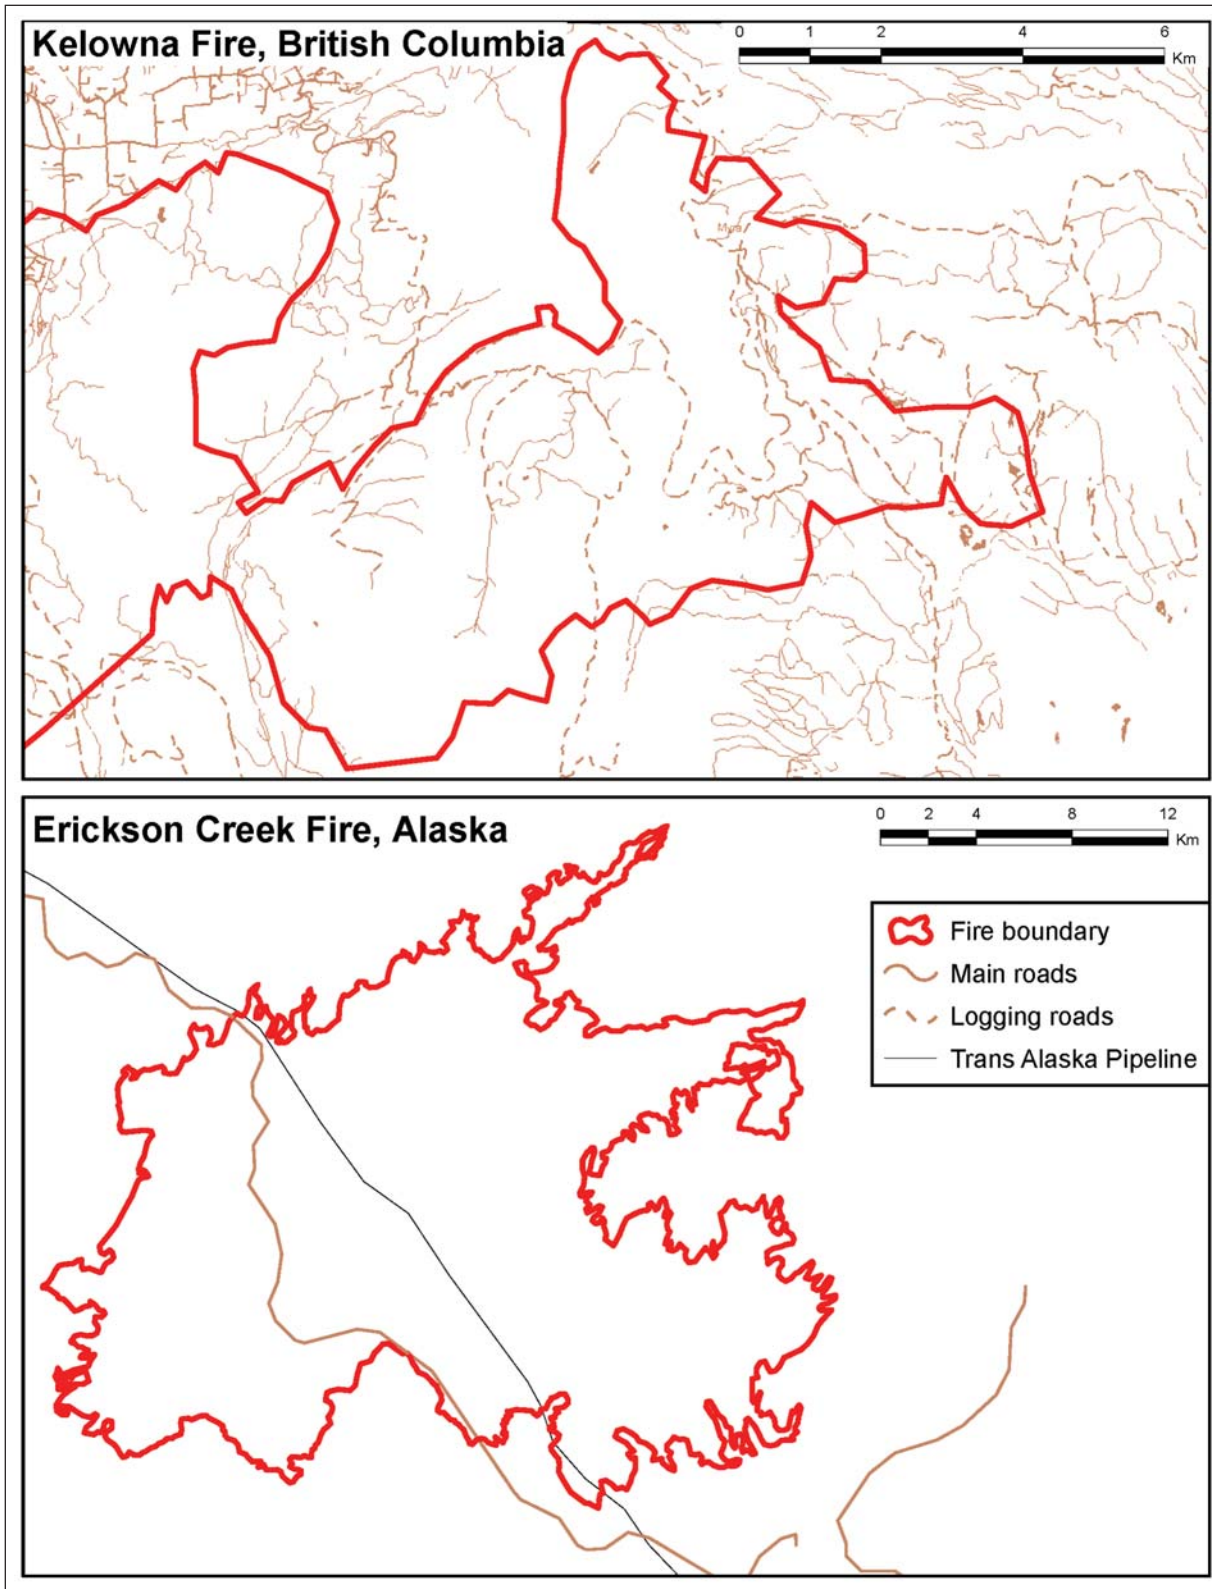 Kelowna Fire, British Columbia
0 1 2 4 6
Km
Myra
Erickson Creek Fire, Alaska
0 2 4 8 12
Km
Fire boundary
Main roads
Logging roads
Trans Alaska Pipeline